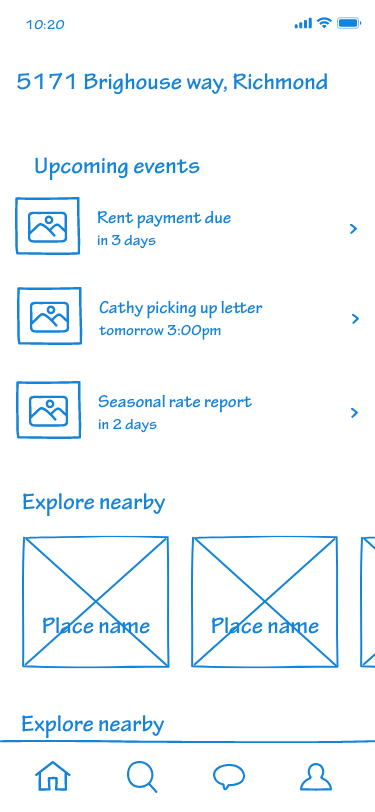 10:20
5171 Brighouse way, Richmond
Upcoming events
Rent payment due
in 3 days
Cathy picking up letter
tomorrow 3:00pm
Seasonal rate report
in 2 days
Explore nearby
Place name
Place name
Explore nearby